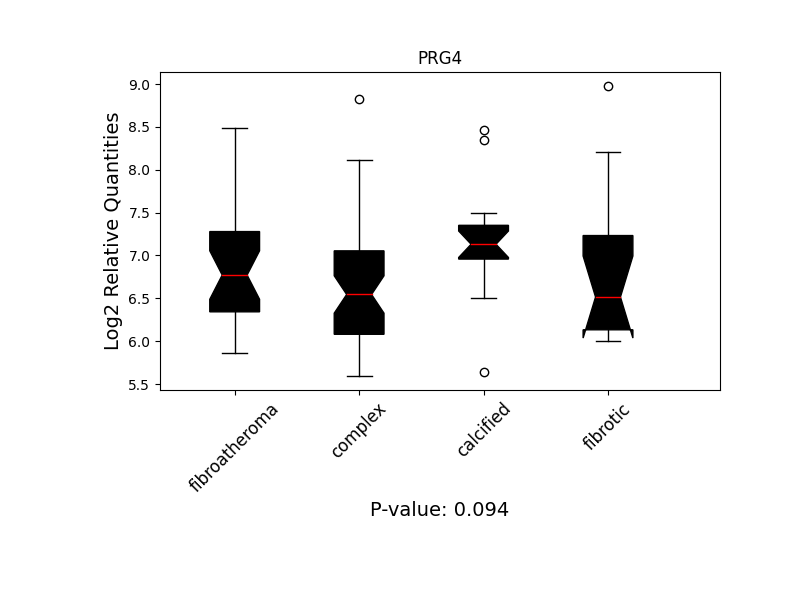 PRG4
Log2 Relative Quantities
9.0
8.5
8.0
7.5
7.0
6.5
6.0
5.5
fibroatheroma
complex
calcified
fibrotic
P-value: 0.094